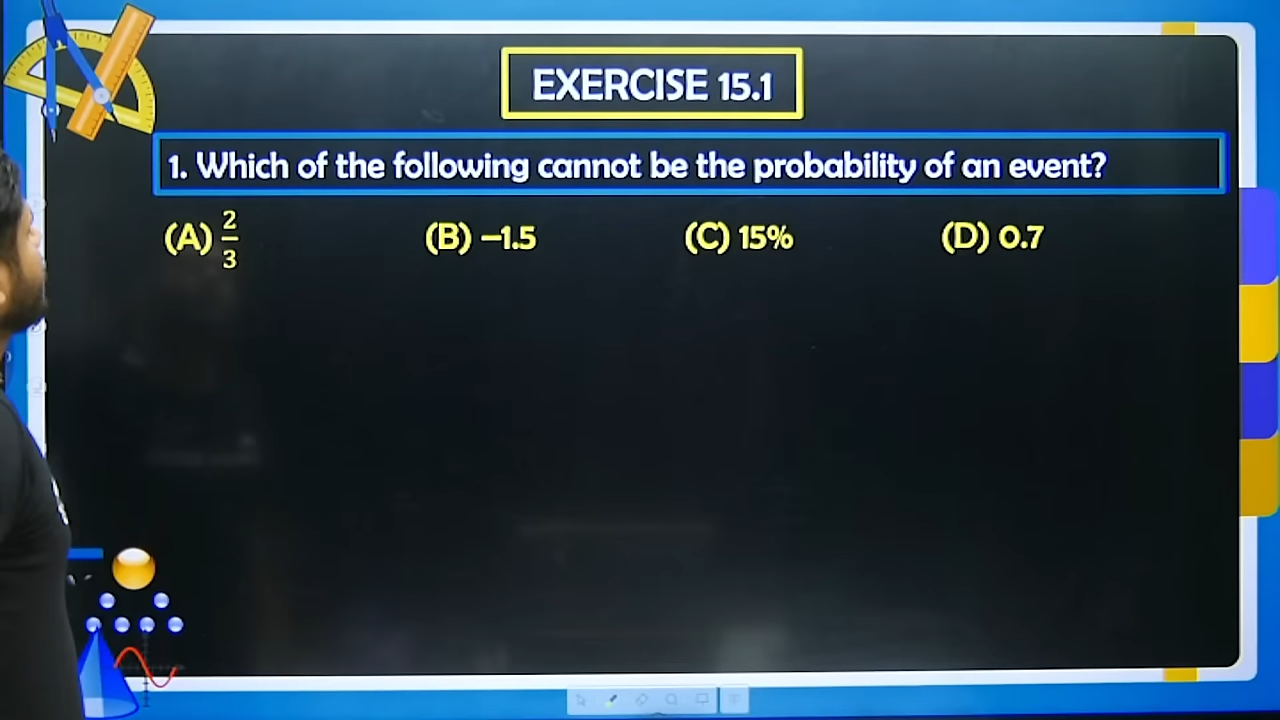 EXERCISE 15.1
1. Which of the following cannot be the probability of an event?
(A) 2/3 (B) –1.5 (C) 15% (D) 0.7